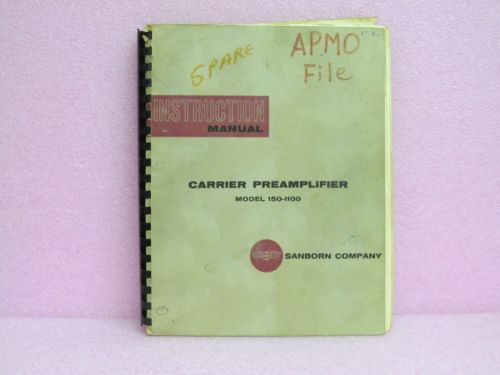 SPARE
APMO
File
INSTRUCTION
MANUAL
CARRIER PREAMPLIFIER
MODEL 150-1100
SANBORN COMPANY